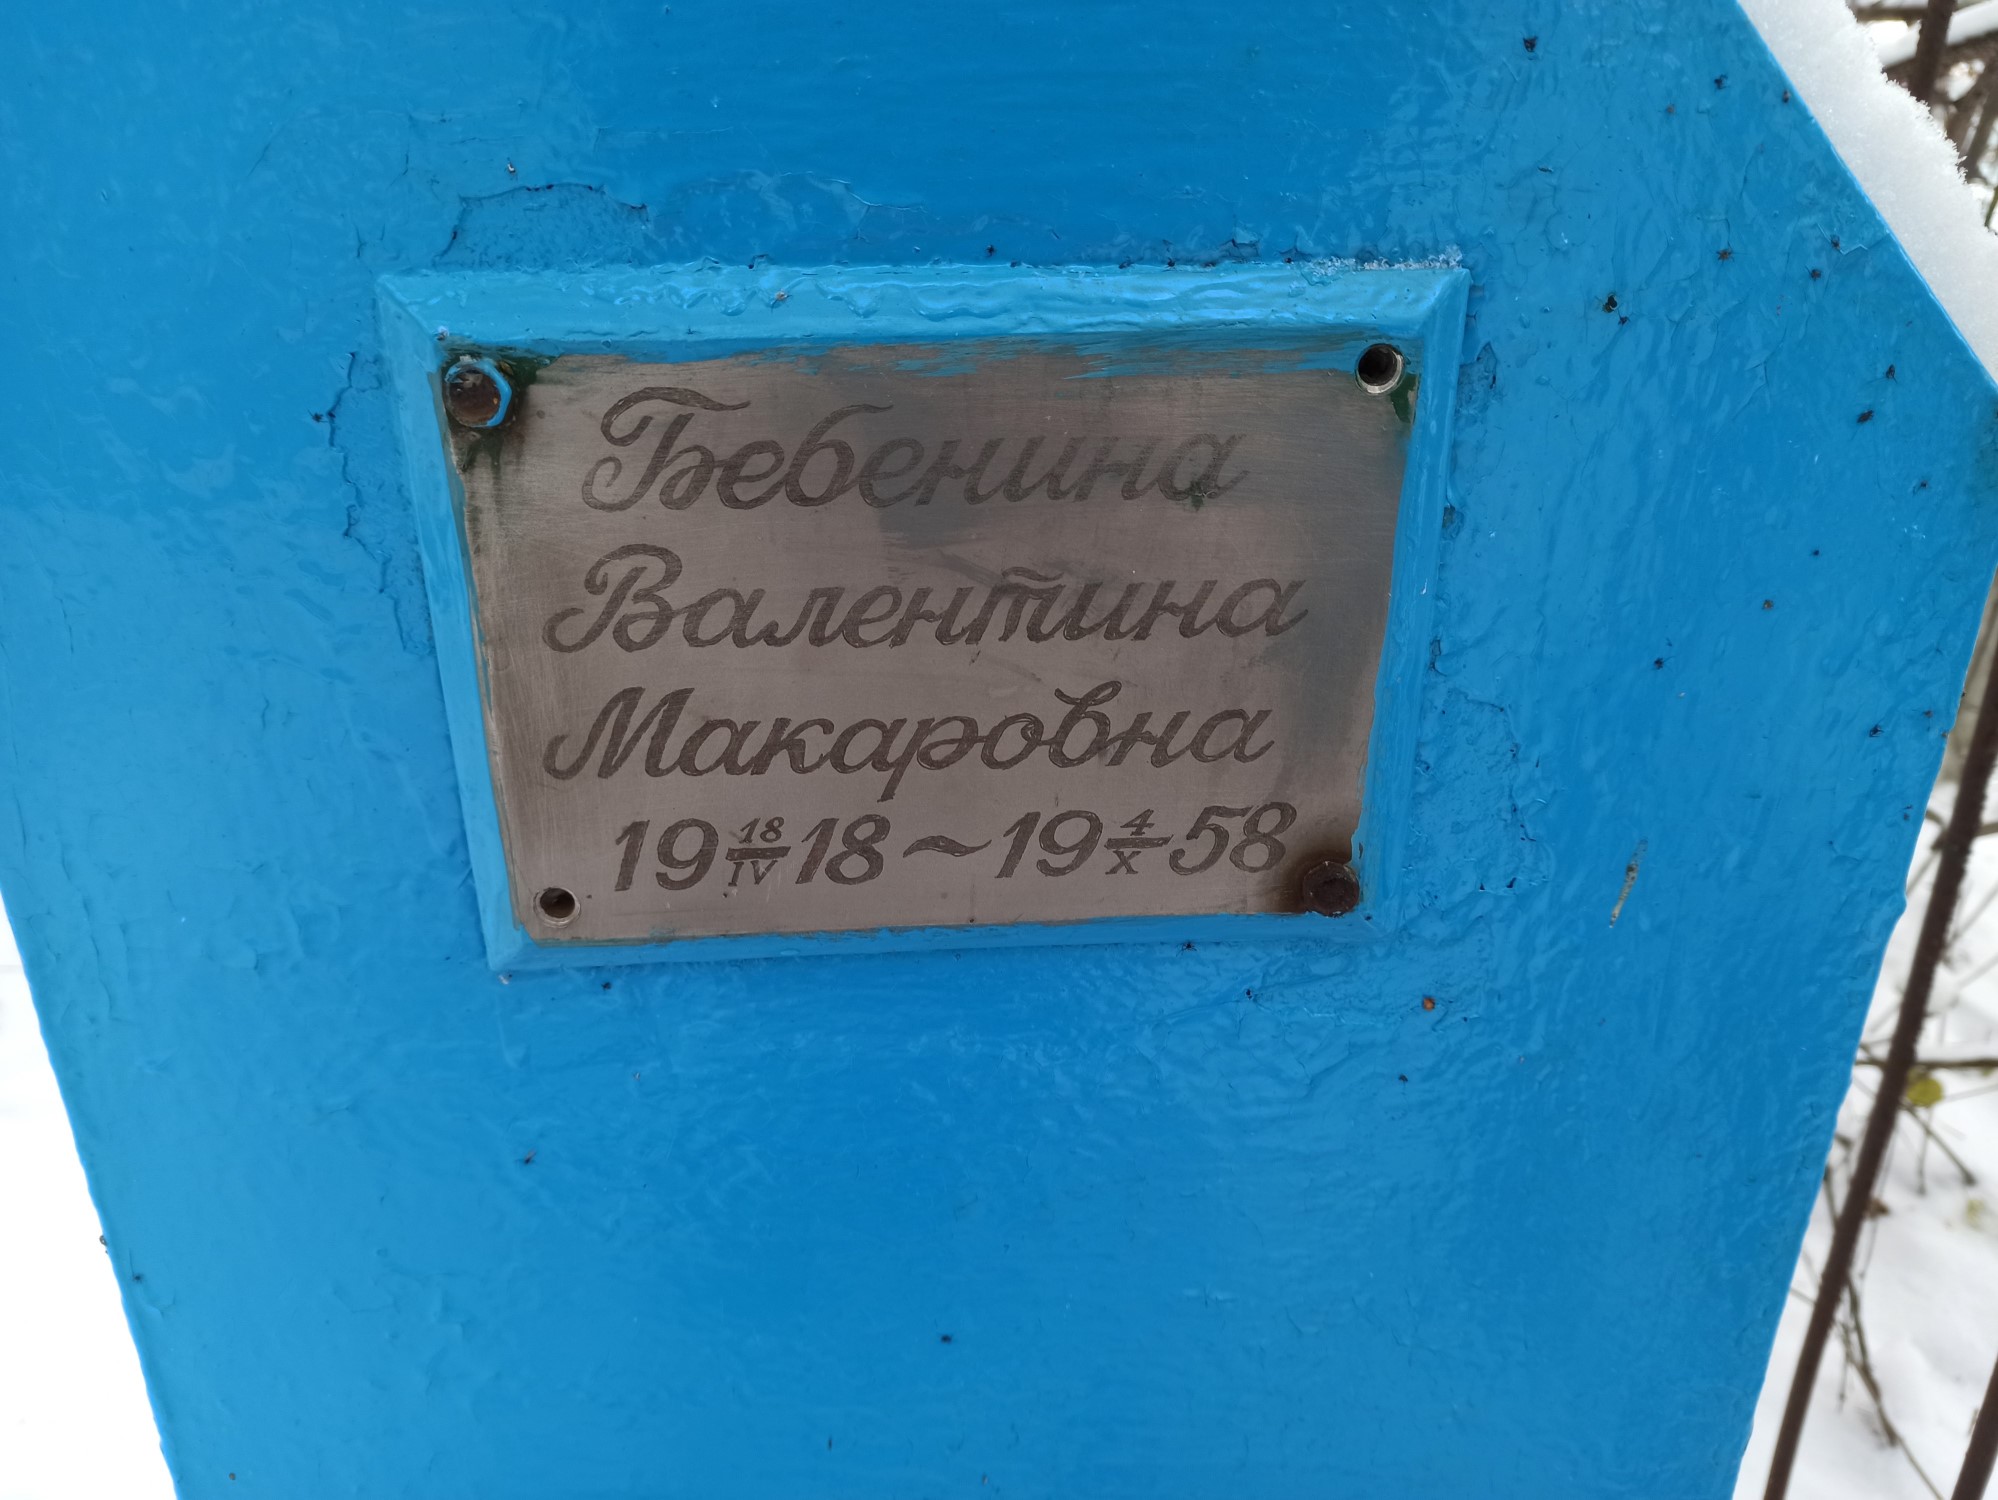 Бебенина
Валентина
Макаровна
19 18/IV 18 ~ 19 4/X 58